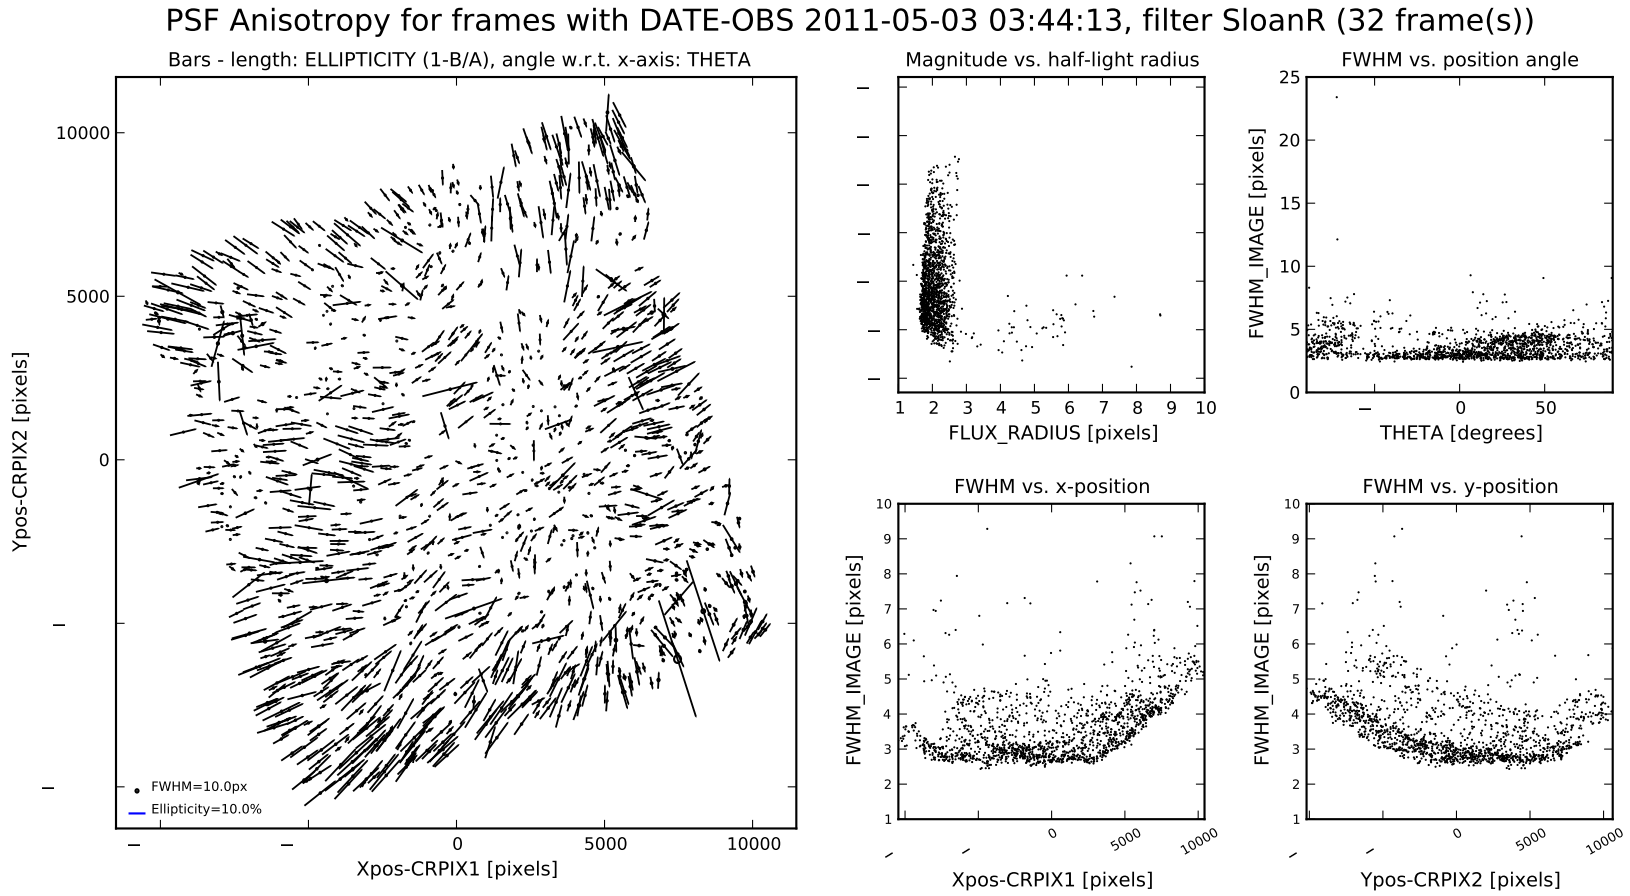 PSF Anisotropy for frames with DATE-OBS 2011-05-03 03:44:13, filter SloanR (32 frame(s))
Bars - length: ELLIPTICITY (1-B/A), angle w.r.t. x-axis: THETA
10000
5000
0
−
−
Ypos-CRPIX2 [pixels]
FWHM=10.0px
Ellipticity=10.0%
− − 0 5000 10000
Xpos-CRPIX1 [pixels]
Magnitude vs. half-light radius
−
−
−
−
−
−
−
1 2 3 4 5 6 7 8 9 10
FLUX_RADIUS [pixels]
FWHM vs. position angle
25
20
15
10
5
0
FWHM_IMAGE [pixels]
− 0 50
THETA [degrees]
FWHM vs. x-position
10
9
8
7
6
5
4
3
2
1
FWHM_IMAGE [pixels]
− − 0 5000 10000
Xpos-CRPIX1 [pixels]
FWHM vs. y-position
10
9
8
7
6
5
4
3
2
1
FWHM_IMAGE [pixels]
− − 0 5000 10000
Ypos-CRPIX2 [pixels]